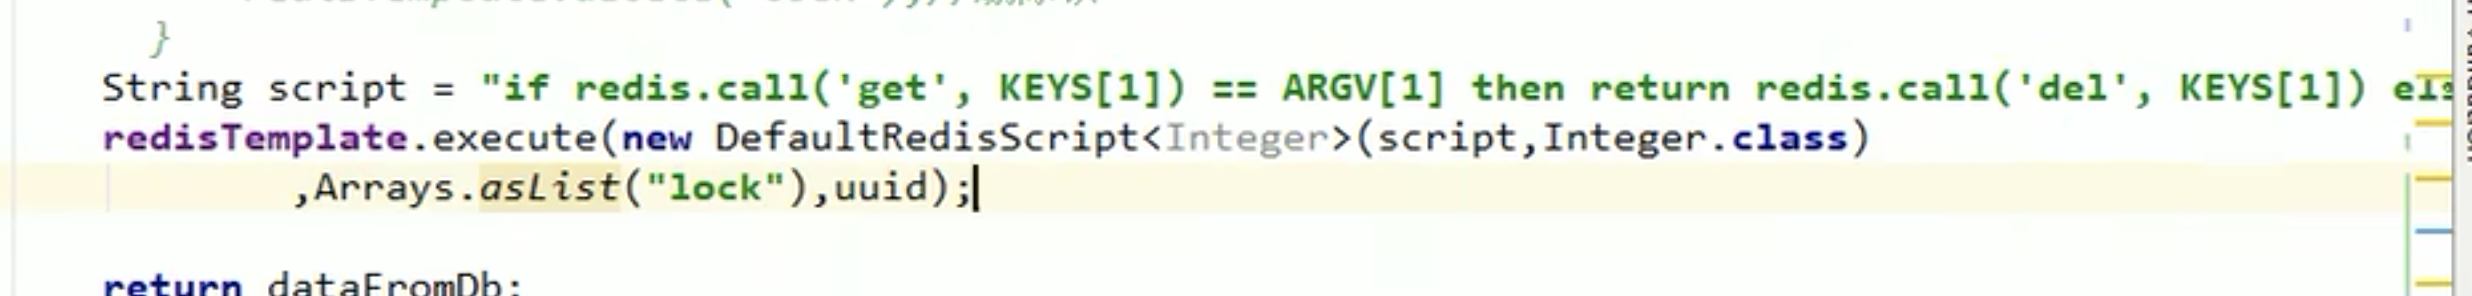 }
String script = "if redis.call('get', KEYS[1]) == ARGV[1] then return redis.call('del', KEYS[1])
redisTemplate.execute(new DefaultRedisScript<Integer>(script,Integer.class)
,Arrays.asList("lock"),uuid);
return dataFromDb;